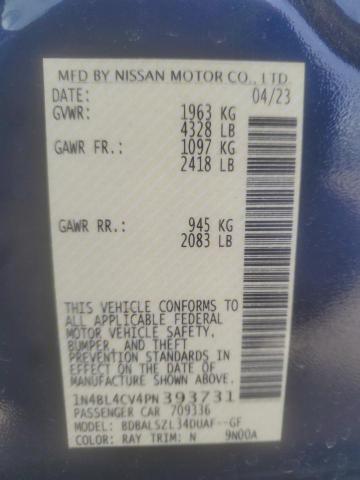 MFD BY NISSAN MOTOR CO., LTD.
DATE: 04/23
GVWR: 1963 KG
4328 LB
GAWR FR.: 1097 KG
2418 LB
GAWR RR.: 945 KG
2083 LB
THIS VEHICLE CONFORMS TO
ALL APPLICABLE FEDERAL
MOTOR VEHICLE SAFETY,
BUMPER, AND THEFT
PREVENTION STANDARDS IN
EFFECT ON THE DATE OF
MANUFACTURE SHOWN ABOVE.
1N4BL4CV4PN393731
PASSENGER CAR 709336
MODEL: BDBALSZL34DUAF--GF
COLOR: RAY TRIM: N 9N00A